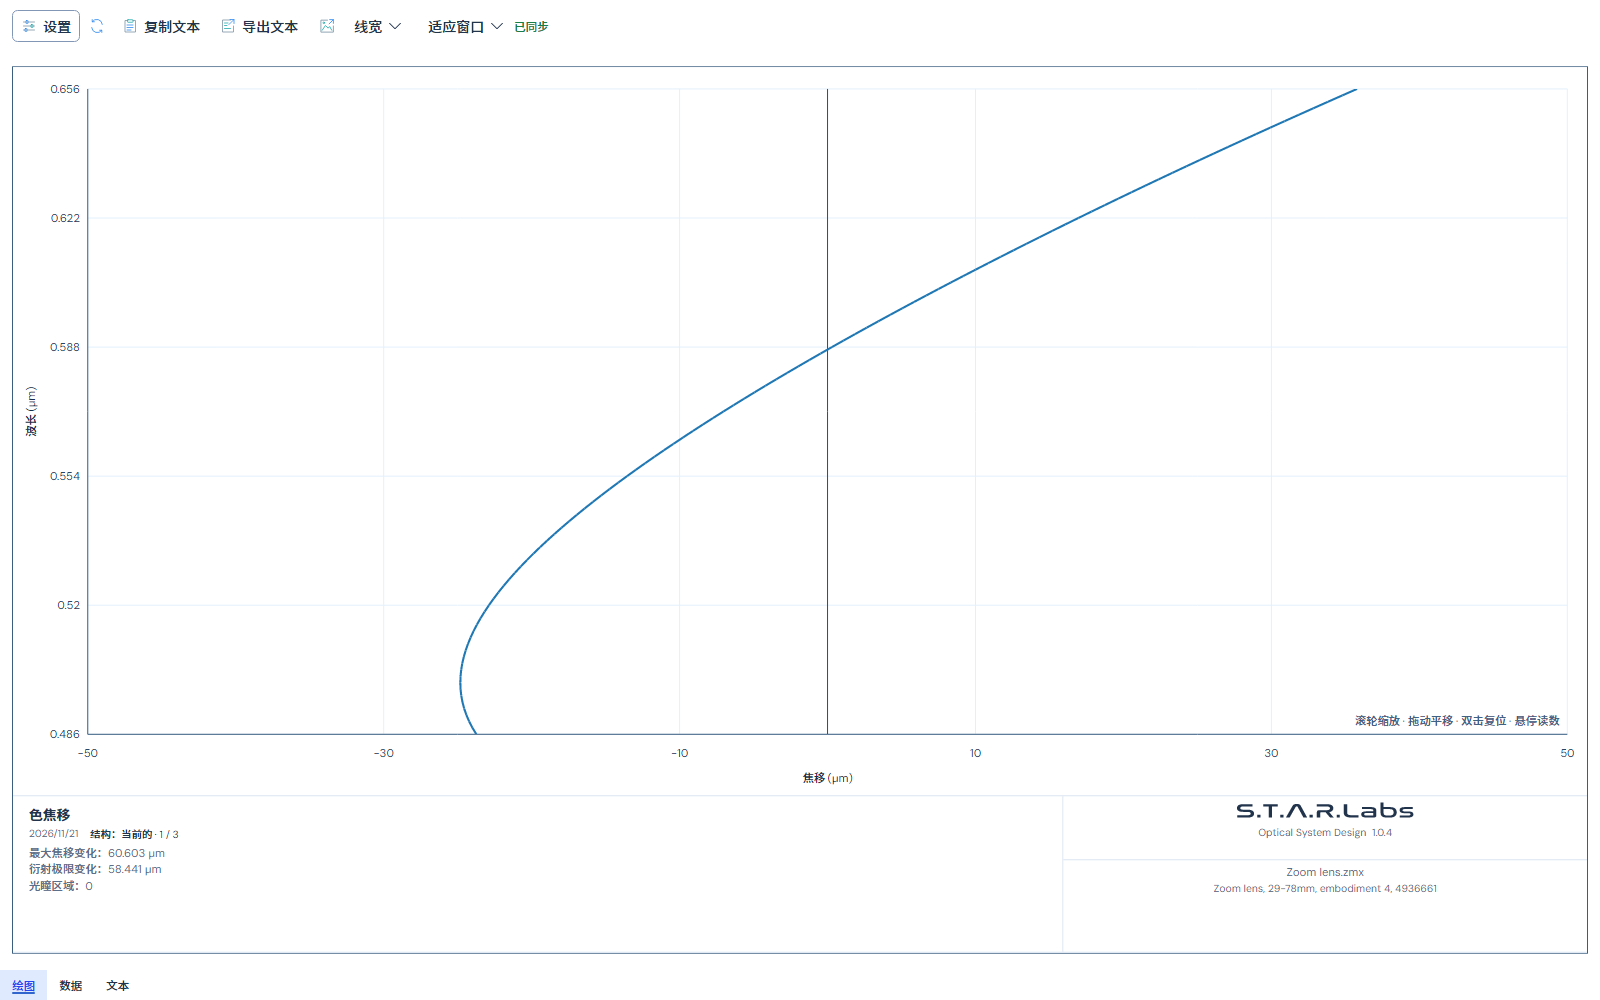 设置 复制文本 导出文本 线宽 适应窗口 已同步
0.656
0.622
0.588
0.554
0.52
0.486
波长 (μm)
−50 −30 −10 10 30 50
焦移 (μm)
滚轮缩放 · 拖动平移 · 双击复位 · 悬停读数
色焦移
2026/11/21 结构：当前的 · 1 / 3
最大焦移变化：60.603 μm
衍射极限变化：58.441 μm
光瞳区域：0
S.T.A.R.Labs
Optical System Design 1.0.4
Zoom lens.zmx
Zoom lens, 29-78mm, embodiment 4, 4936661
绘图 数据 文本